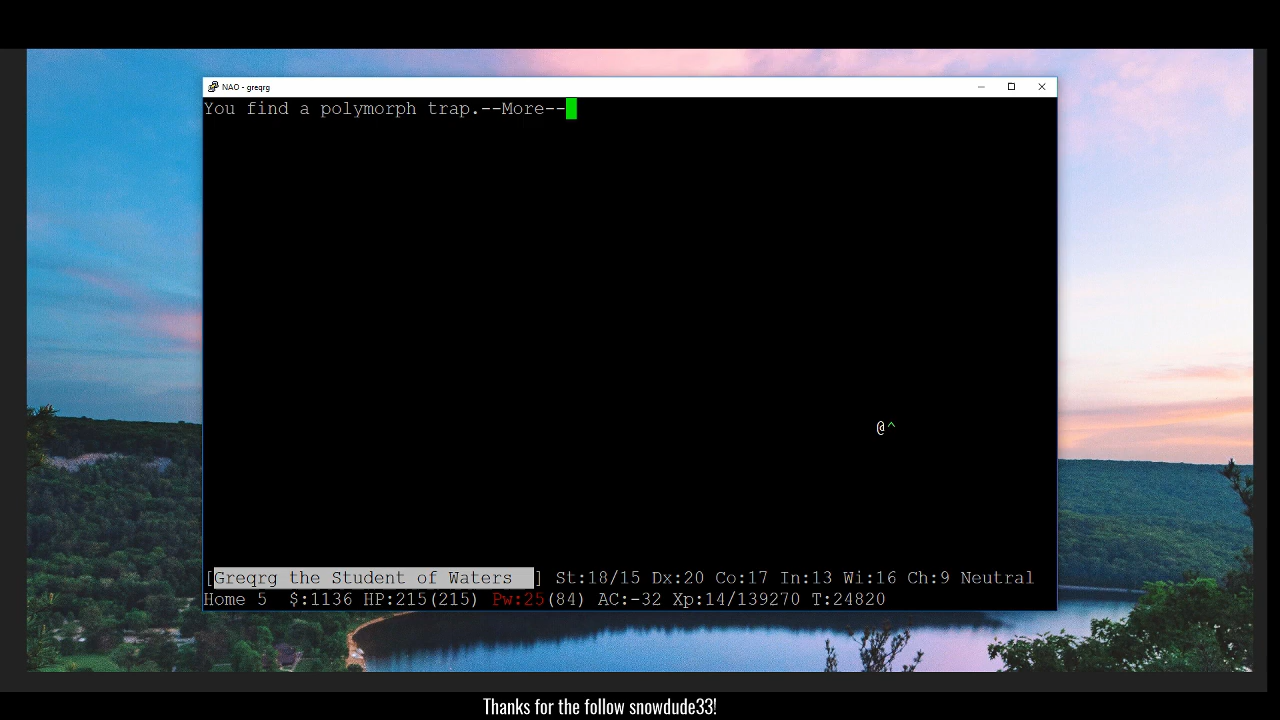 NAO - greqrg
You find a polymorph trap.--More--
@^
[Greqrg the Student of Waters  ] St:18/15 Dx:20 Co:17 In:13 Wi:16 Ch:9 Neutral
Home 5  $:1136 HP:215(215) Pw:25(84) AC:-32 Xp:14/139270 T:24820
Thanks for the follow snowdude33!